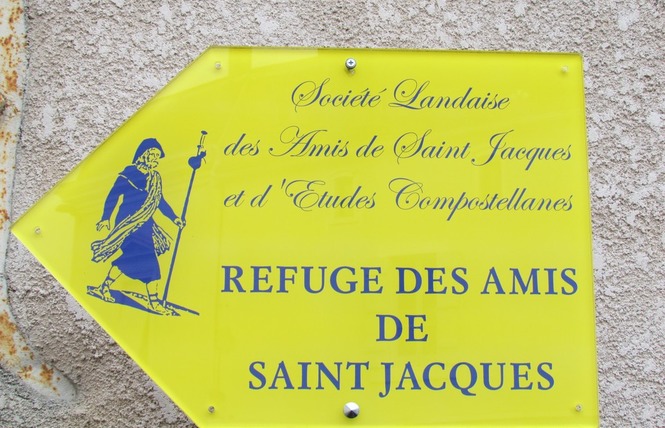 Société Landaise
des Amis de Saint Jacques
et d'Etudes Compostellanes
REFUGE DES AMIS
DE
SAINT JACQUES